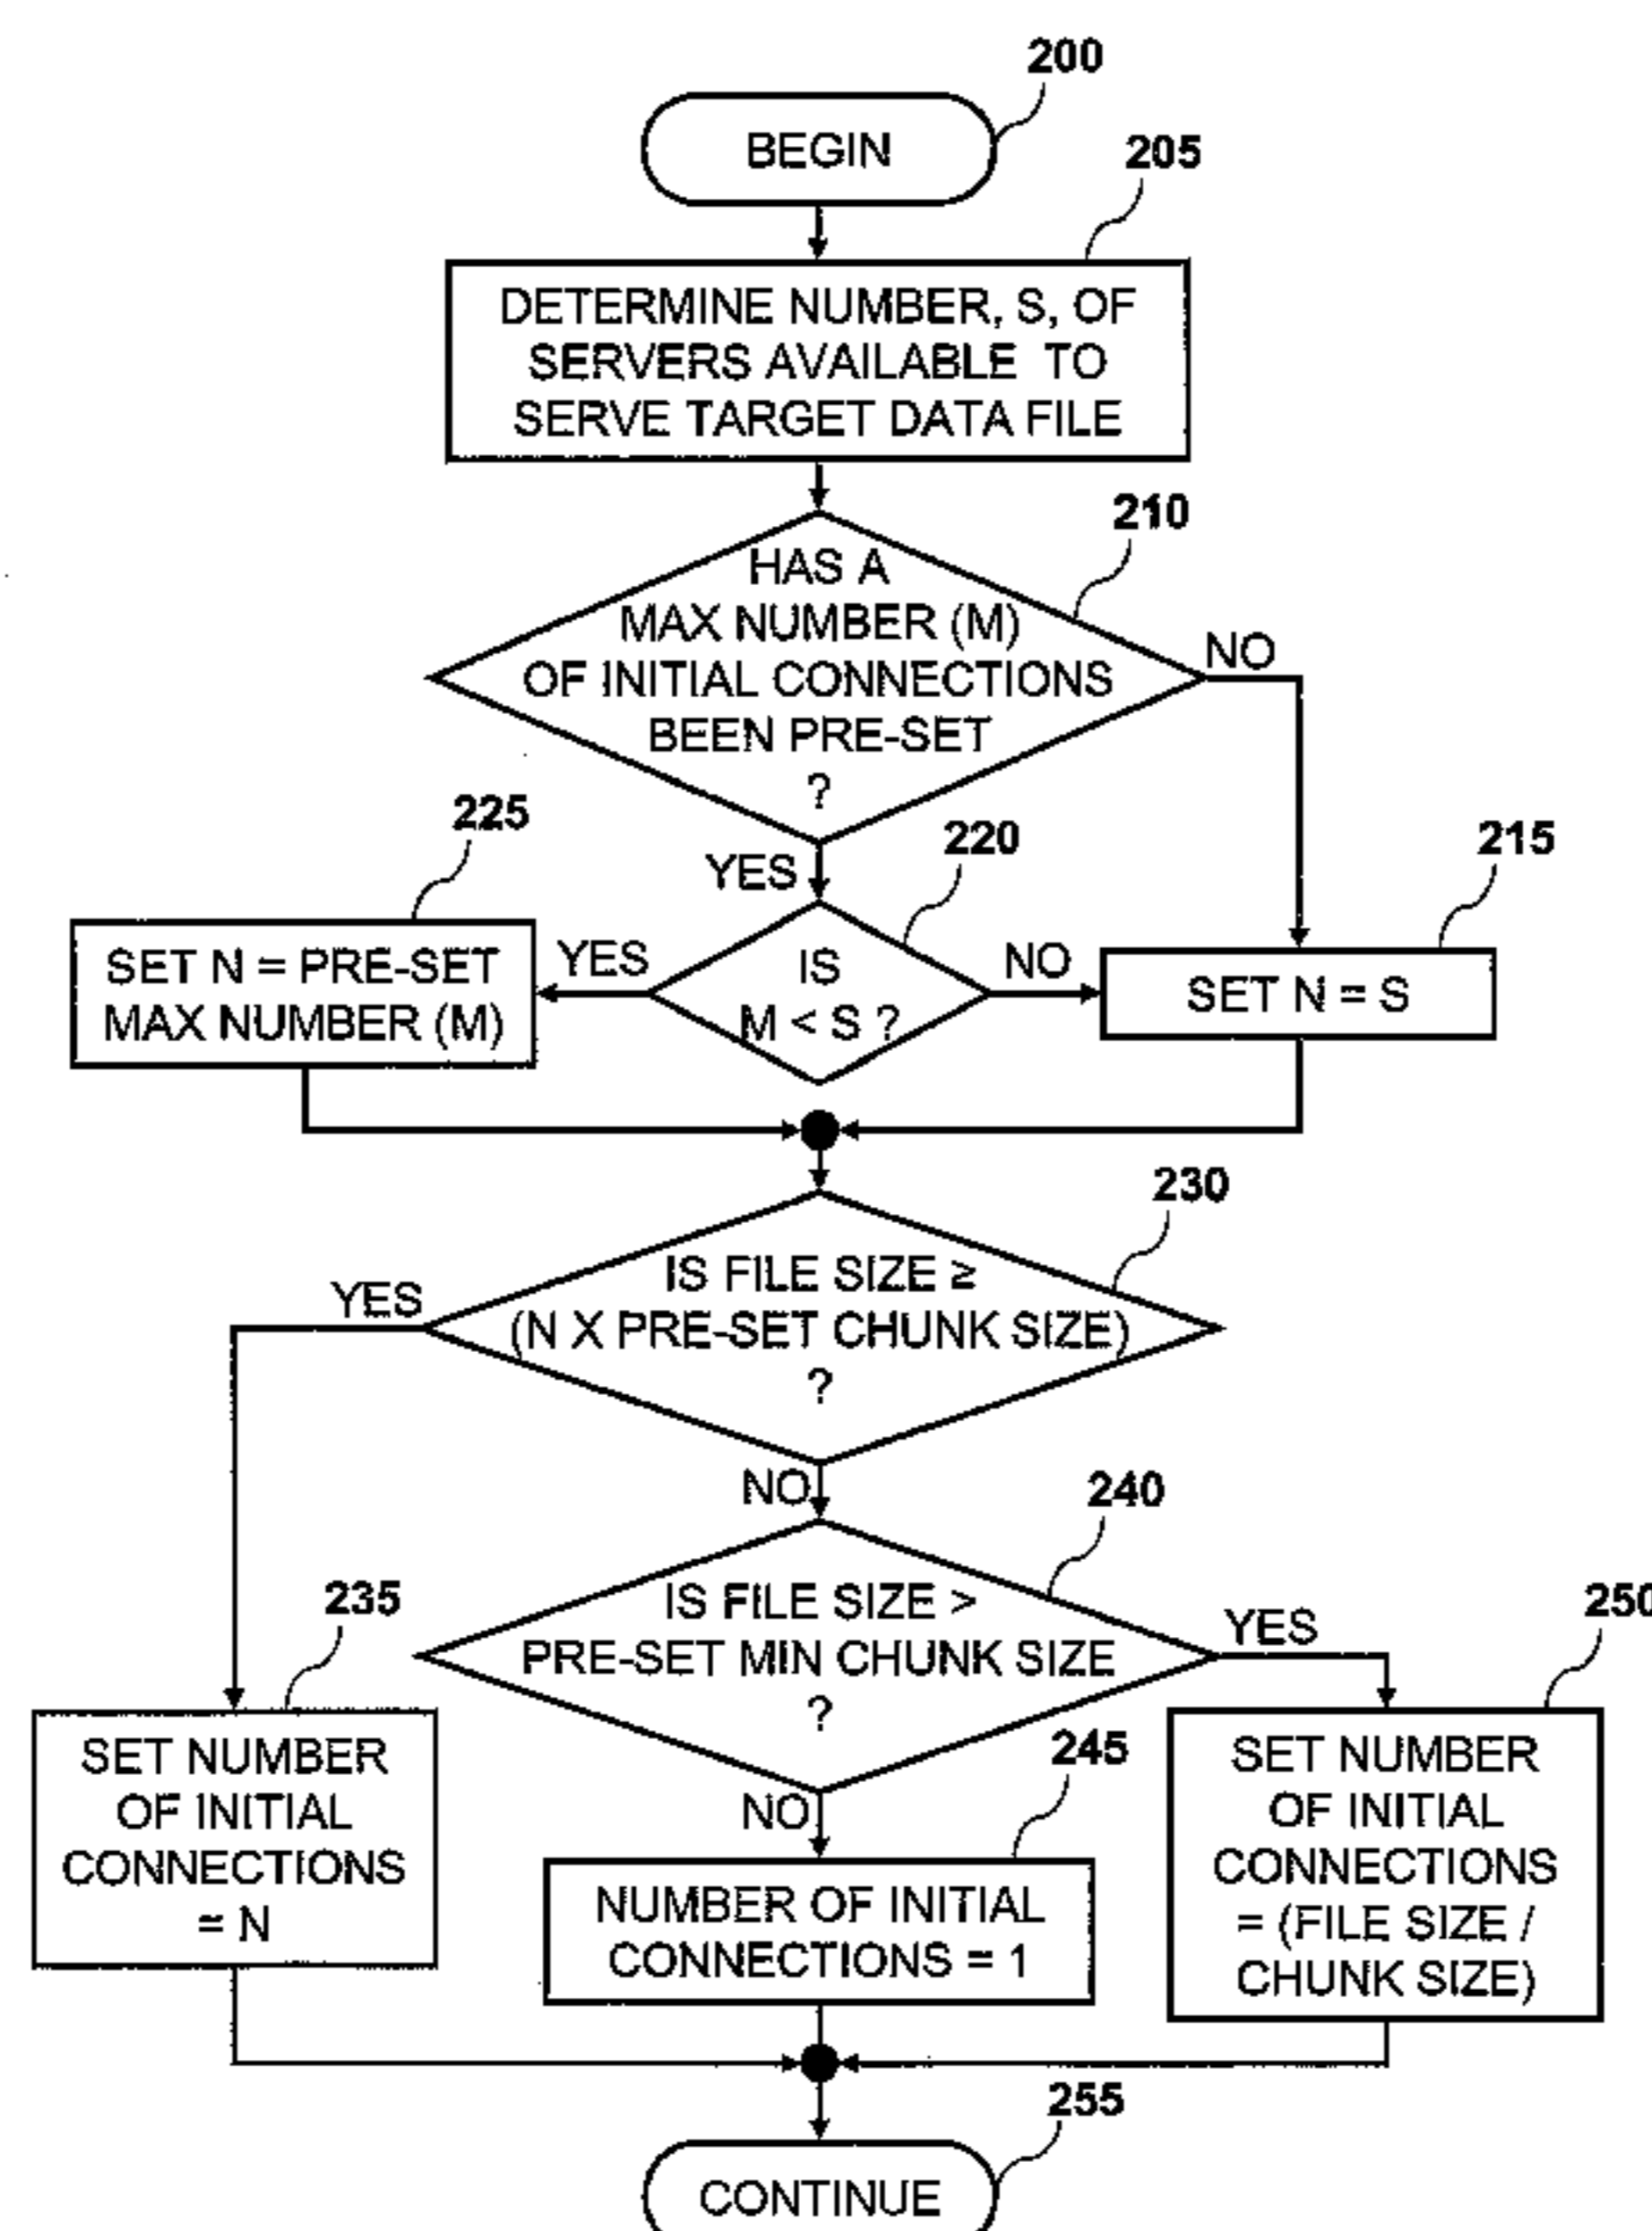 200
BEGIN
205
DETERMINE NUMBER, S, OF
SERVERS AVAILABLE TO
SERVE TARGET DATA FILE
210
HAS A
MAX NUMBER (M)
OF INITIAL CONNECTIONS
BEEN PRE-SET
?
NO
YES
225
220
215
SET N = PRE-SET
MAX NUMBER (M)
YES
IS
M < S ?
NO
SET N = S
230
IS FILE SIZE ≥
(N X PRE-SET CHUNK SIZE)
?
YES
NO
240
IS FILE SIZE >
PRE-SET MIN CHUNK SIZE
?
YES
NO
235
SET NUMBER
OF INITIAL
CONNECTIONS
= N
245
NUMBER OF INITIAL
CONNECTIONS = 1
250
SET NUMBER
OF INITIAL
CONNECTIONS
= (FILE SIZE /
CHUNK SIZE)
255
CONTINUE